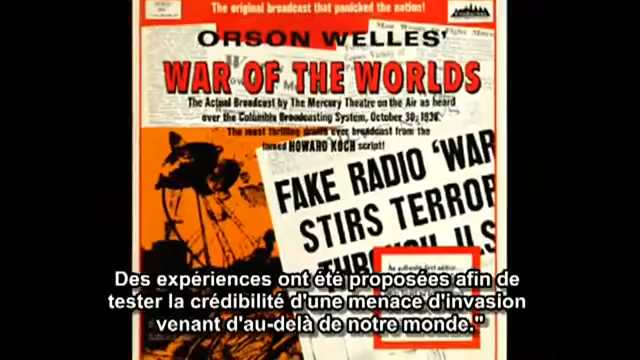 The original broadcast that panicked the nation!
ORSON WELLES'
WAR OF THE WORLDS
The Actual Broadcast by The Mercury Theatre on the Air as heard
over the Columbia Broadcasting System, October 30, 1938.
The most thrilling drama ever broadcast from the
famed HOWARD KOCH script!
FAKE RADIO 'WAR
STIRS TERROR
THROUGH U.S
Des expériences ont été proposées afin de
tester la crédibilité d'une menace d'invasion
venant d'au-delà de notre monde."